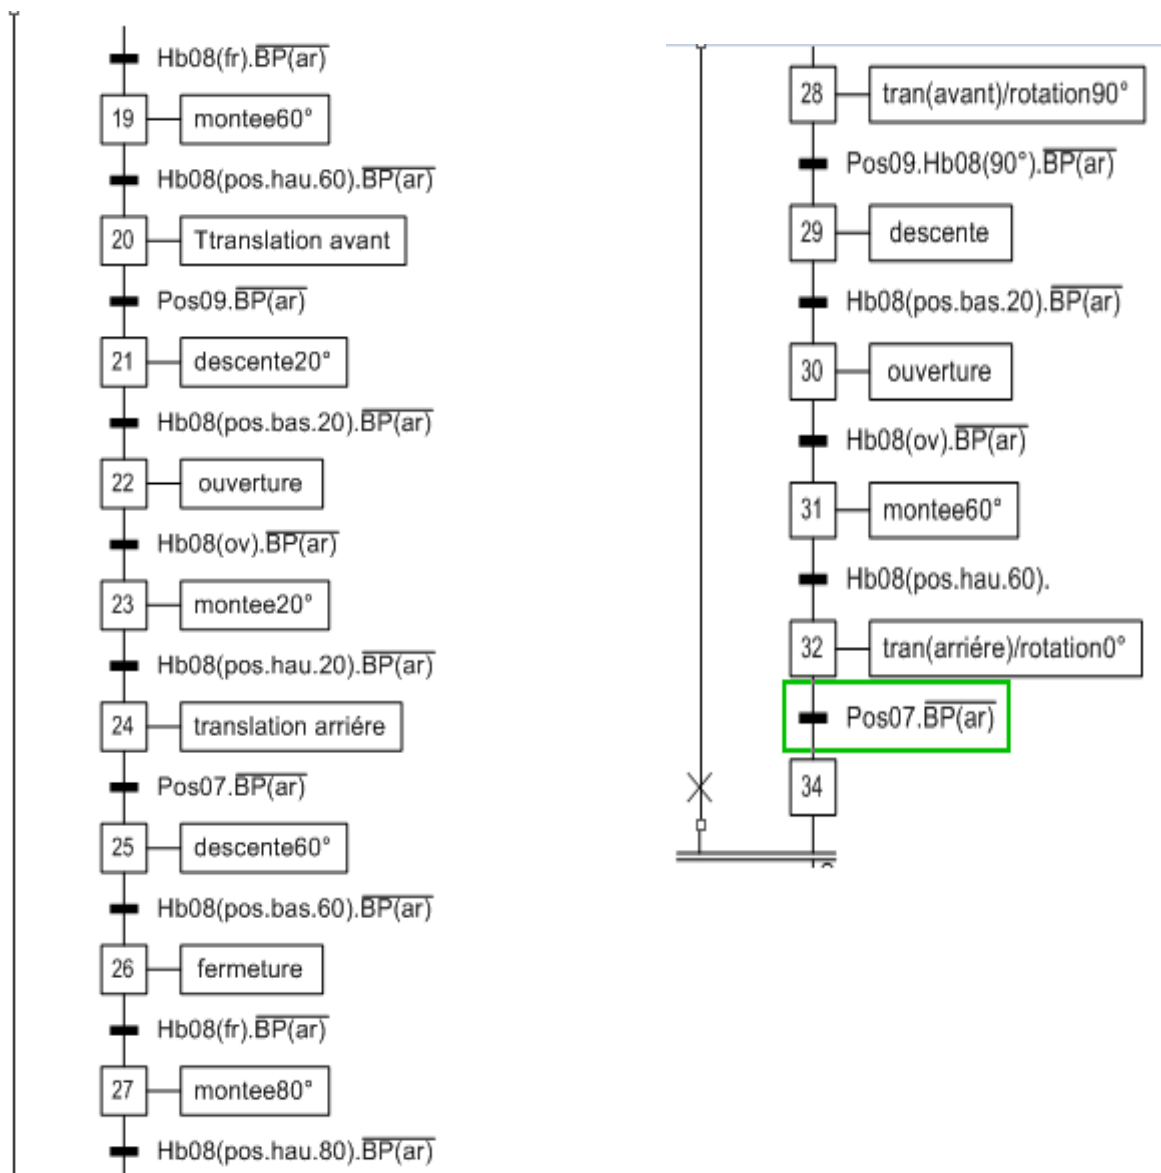 Hb08(fr).BP(ar)
19 montee60°
Hb08(pos.hau.60).BP(ar)
20 Ttranslation avant
Pos09.BP(ar)
21 descente20°
Hb08(pos.bas.20).BP(ar)
22 ouverture
Hb08(ov).BP(ar)
23 montee20°
Hb08(pos.hau.20).BP(ar)
24 translation arriére
Pos07.BP(ar)
25 descente60°
Hb08(pos.bas.60).BP(ar)
26 fermeture
Hb08(fr).BP(ar)
27 montee80°
Hb08(pos.hau.80).BP(ar)
28 tran(avant)/rotation90°
Pos09.Hb08(90°).BP(ar)
29 descente
Hb08(pos.bas.20).BP(ar)
30 ouverture
Hb08(ov).BP(ar)
31 montee60°
Hb08(pos.hau.60).
32 tran(arriére)/rotation0°
Pos07.BP(ar)
34